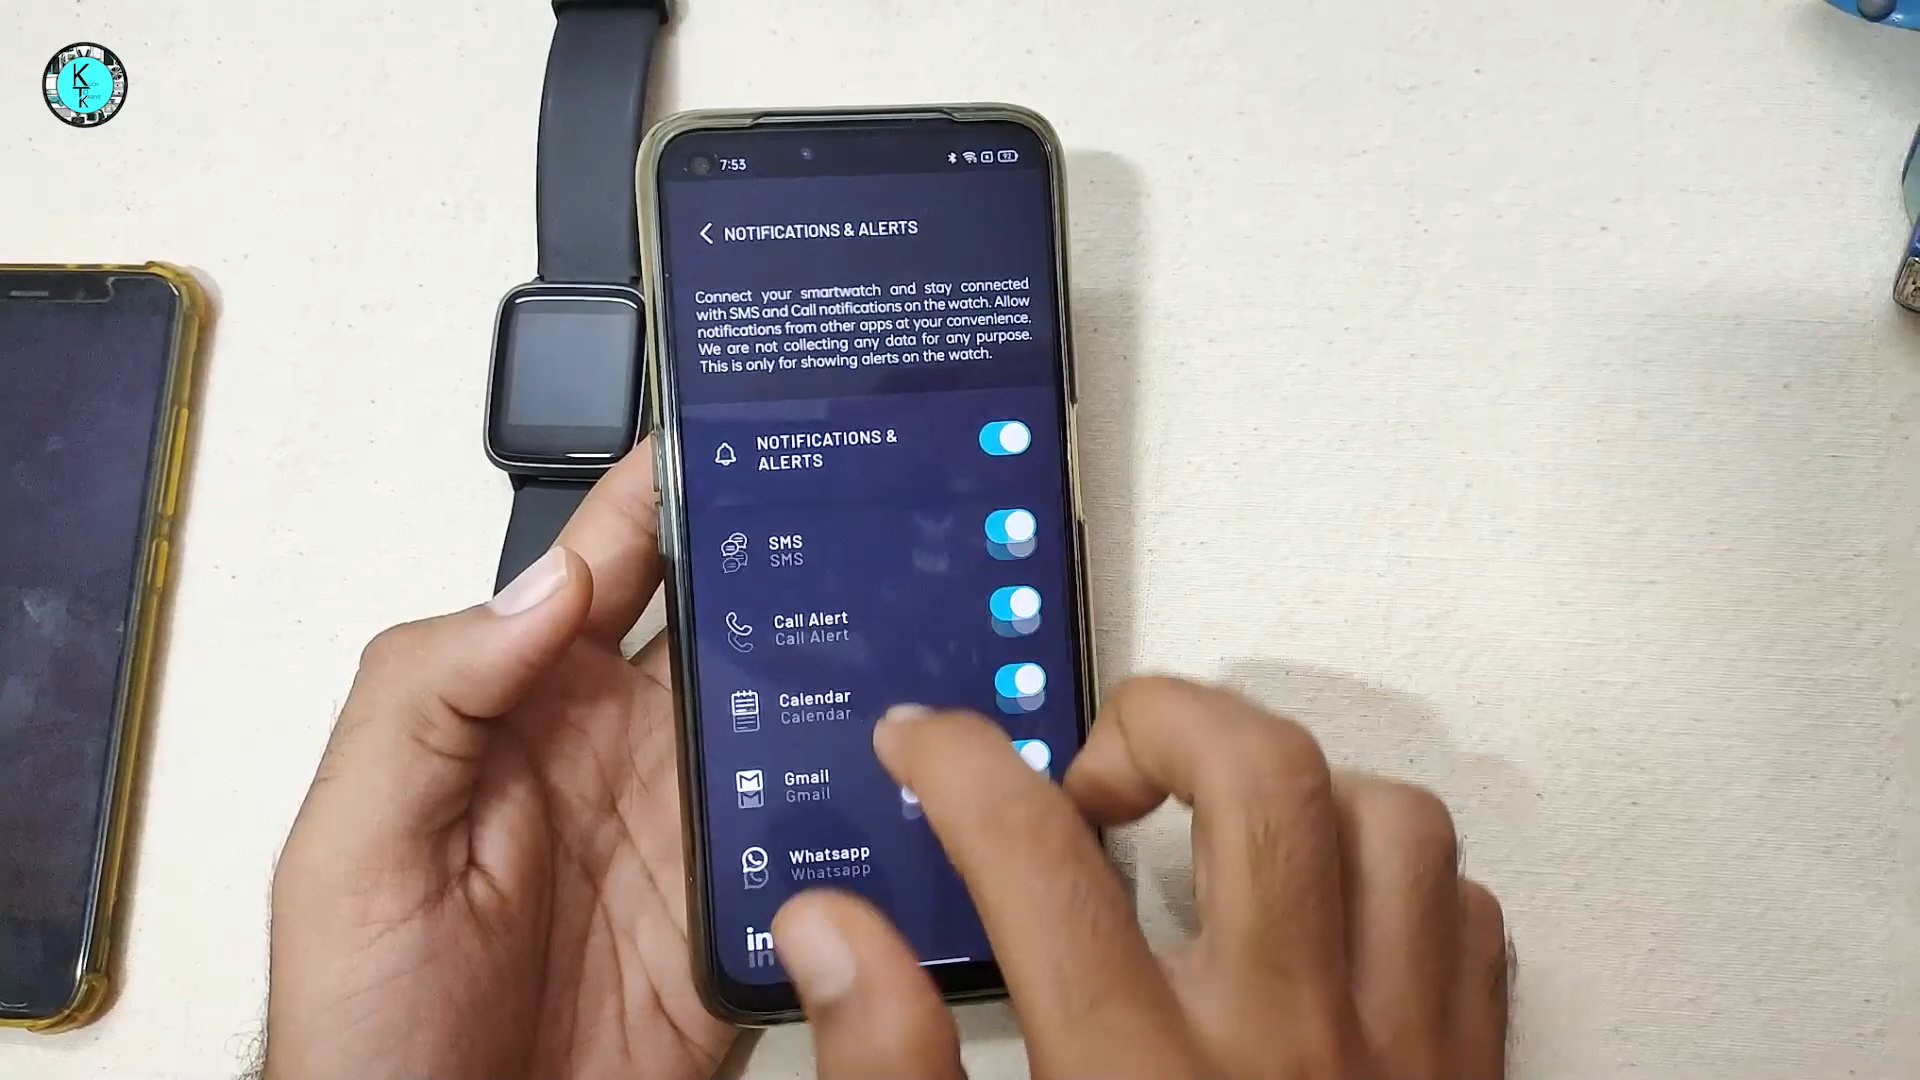 K
T
K
7:53
92
NOTIFICATIONS & ALERTS
Connect your smartwatch and stay connected
with SMS and Call notifications on the watch. Allow
notifications from other apps at your convenience.
We are not collecting any data for any purpose.
This is only for showing alerts on the watch.
NOTIFICATIONS &
ALERTS
SMS
SMS
Call Alert
Call Alert
Calendar
Calendar
Gmail
Gmail
Whatsapp
Whatsapp
in
in